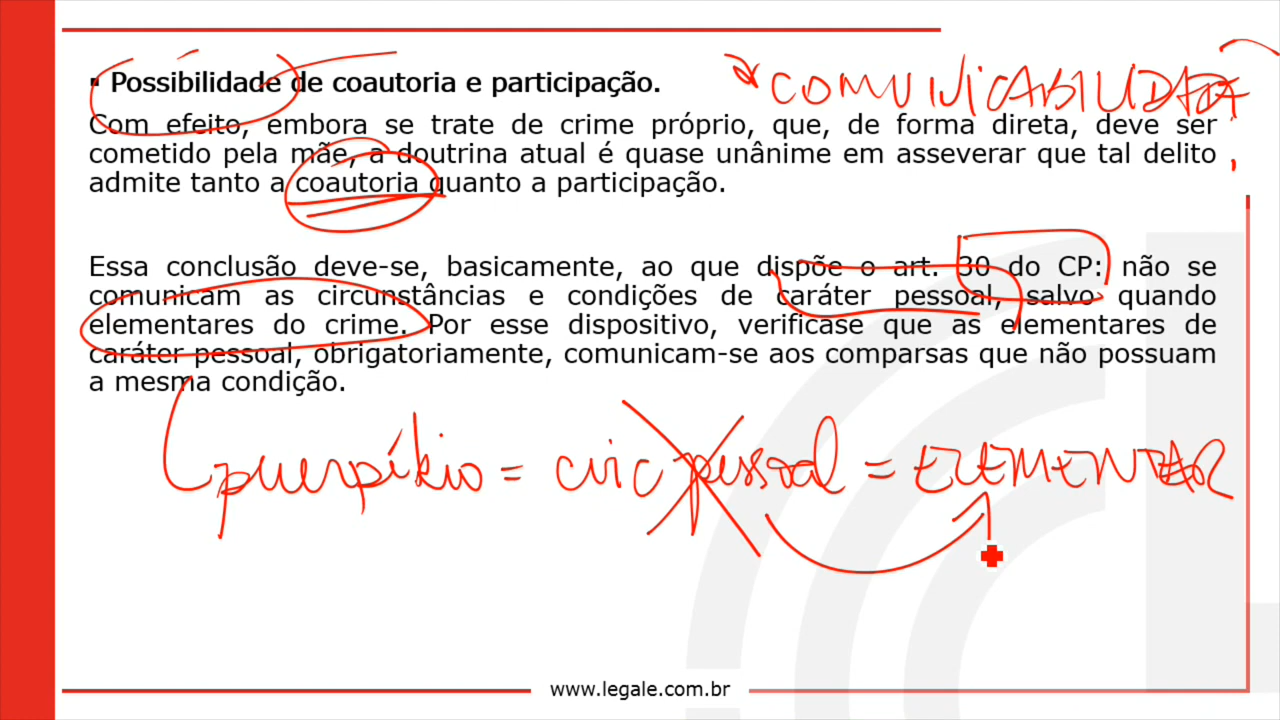 ▪ Possibilidade de coautoria e participação.
COMUNICABILIDADE
Com efeito, embora se trate de crime próprio, que, de forma direta, deve ser
cometido pela mãe, a doutrina atual é quase unânime em asseverar que tal delito
admite tanto a coautoria quanto a participação.
Essa conclusão deve-se, basicamente, ao que dispõe o art. 30 do CP: não se
comunicam as circunstâncias e condições de caráter pessoal, salvo quando
elementares do crime. Por esse dispositivo, verificase que as elementares de
caráter pessoal, obrigatoriamente, comunicam-se aos comparsas que não possuam
a mesma condição.
puerpério = circ pessoal = ELEMENTAR
www.legale.com.br